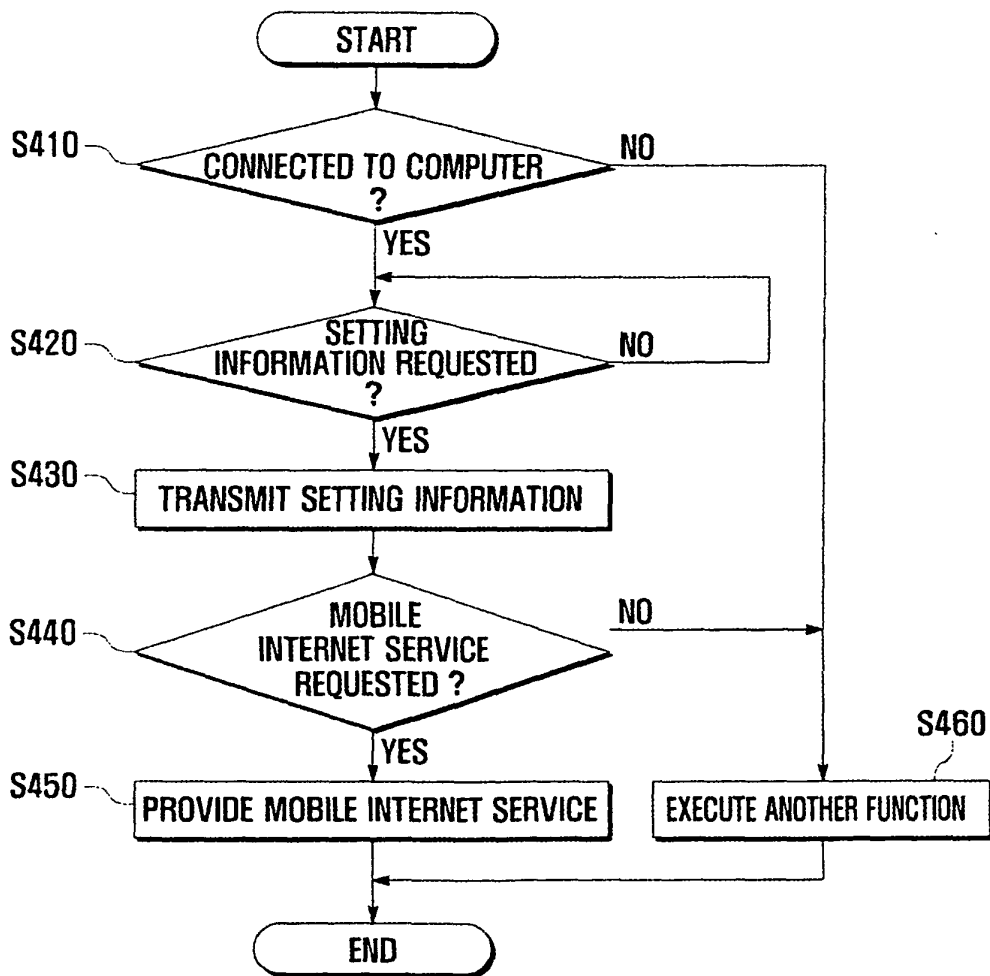 START
S410
CONNECTED TO COMPUTER
?
NO
YES
S420
SETTING
INFORMATION REQUESTED
?
NO
YES
S430
TRANSMIT SETTING INFORMATION
S440
MOBILE
INTERNET SERVICE
REQUESTED ?
NO
YES
S460
S450
PROVIDE MOBILE INTERNET SERVICE
EXECUTE ANOTHER FUNCTION
END